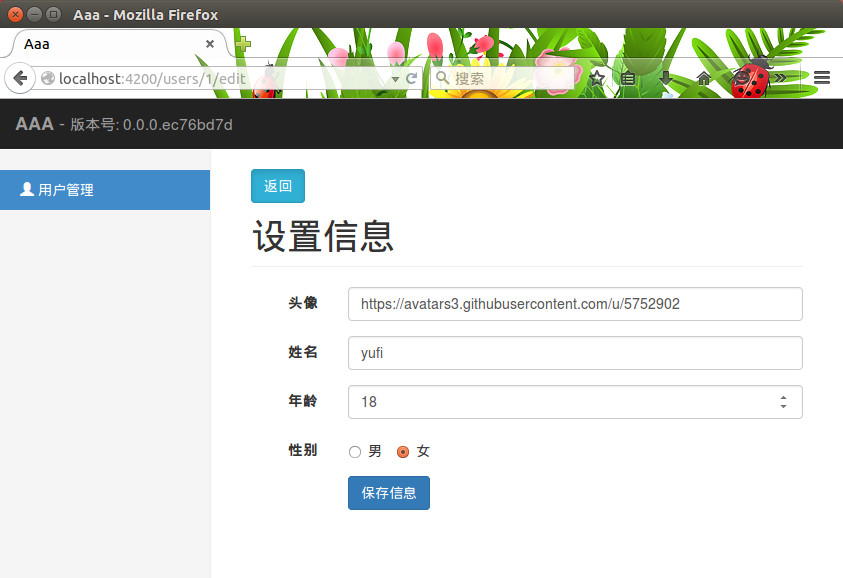 Aaa - Mozilla Firefox
Aaa
localhost:4200/users/1/edit
搜索
AAA - 版本号: 0.0.0.ec76bd7d
用户管理
返回
设置信息
头像 https://avatars3.githubusercontent.com/u/5752902
姓名 yufi
年龄 18
性别 男 女
保存信息